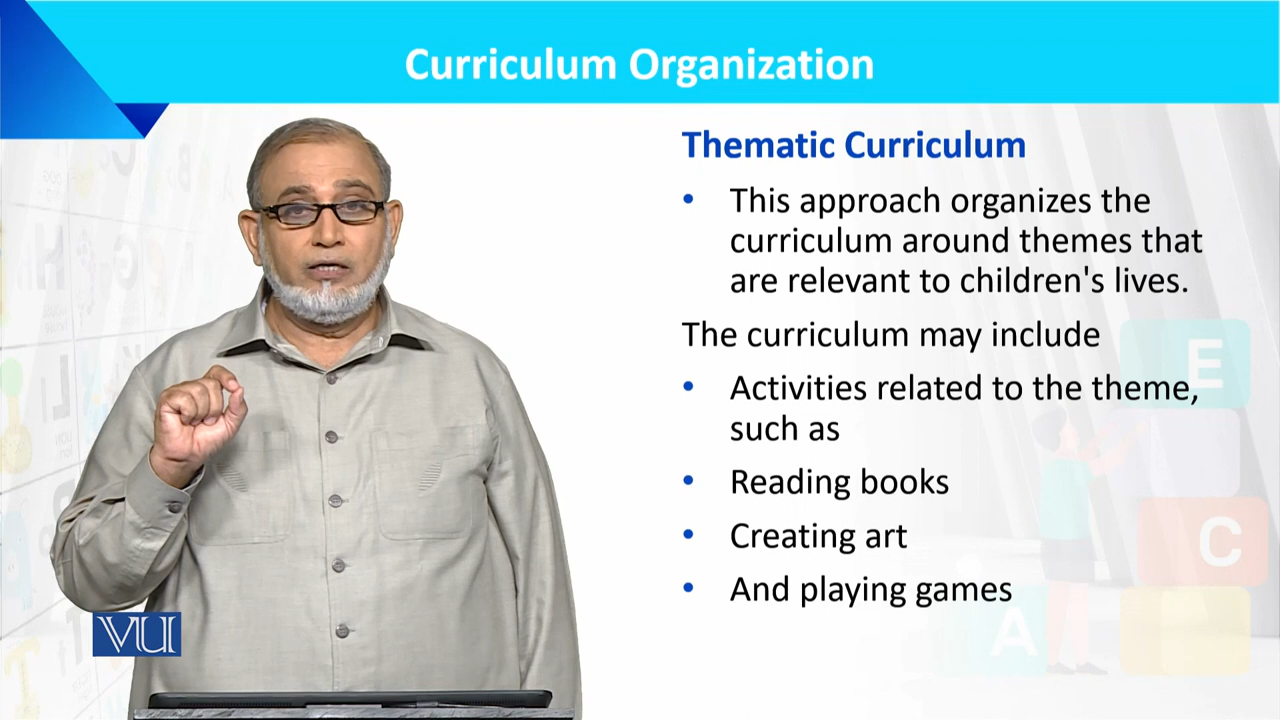 Curriculum Organization
Thematic Curriculum
• This approach organizes the
curriculum around themes that
are relevant to children's lives.
The curriculum may include
• Activities related to the theme,
such as
• Reading books
• Creating art
• And playing games
E
C
A
VU